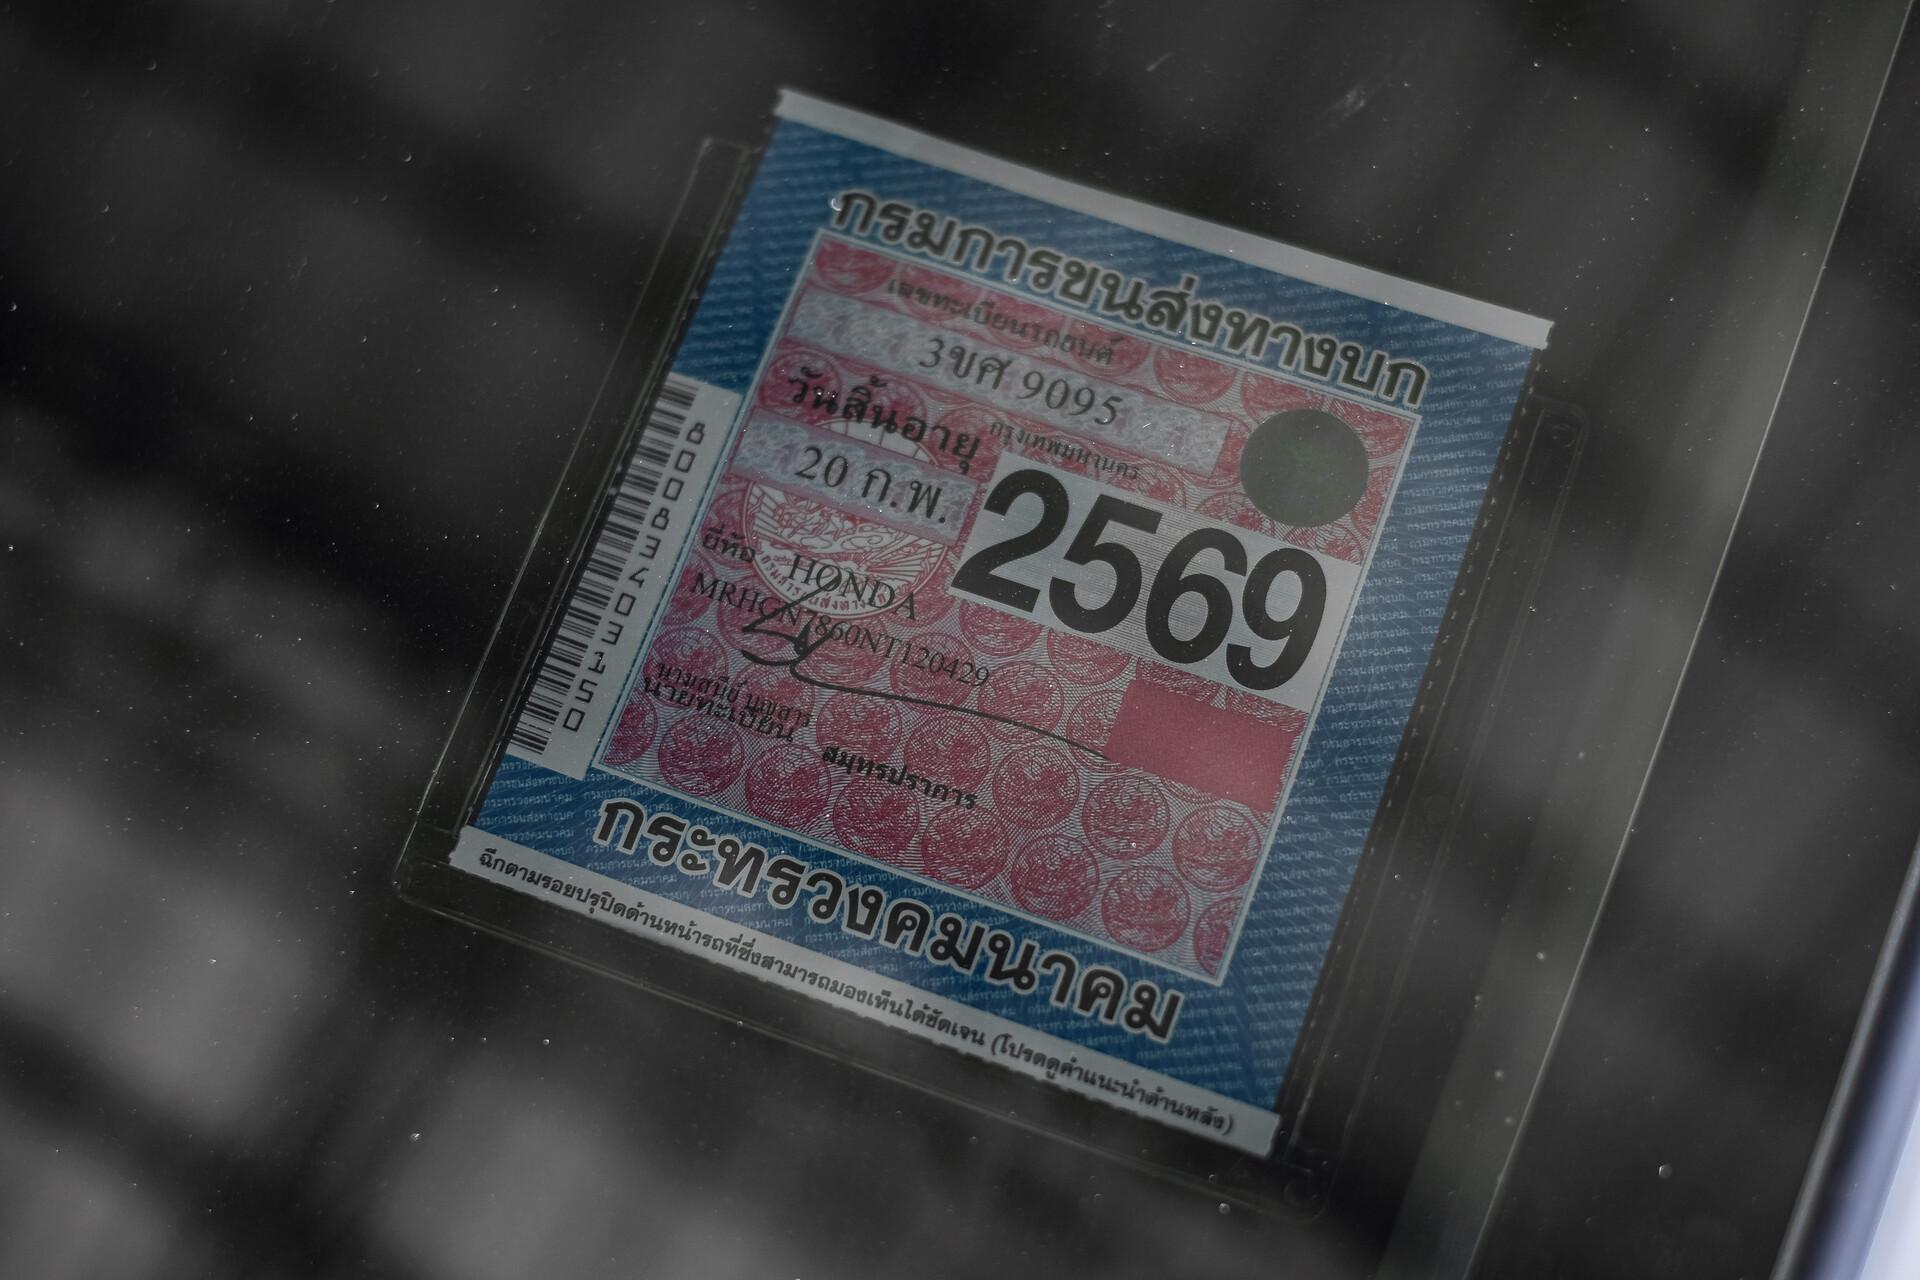 กรมการขนส่งทางบก
เลขทะเบียนรถยนต์
3ขศ 9095
กรุงเทพมหานคร
วันสิ้นอายุ
20 ก.พ.
2569
ยี่ห้อ HONDA
MRHGN7860NT120429
นายทะเบียน
สมุทรปราการ
กระทรวงคมนาคม
ฉีกตามรอยปรุปิดด้านหน้ารถที่ซึ่งสามารถมองเห็นได้ชัดเจน (โปรดดูคำแนะนำด้านหลัง)